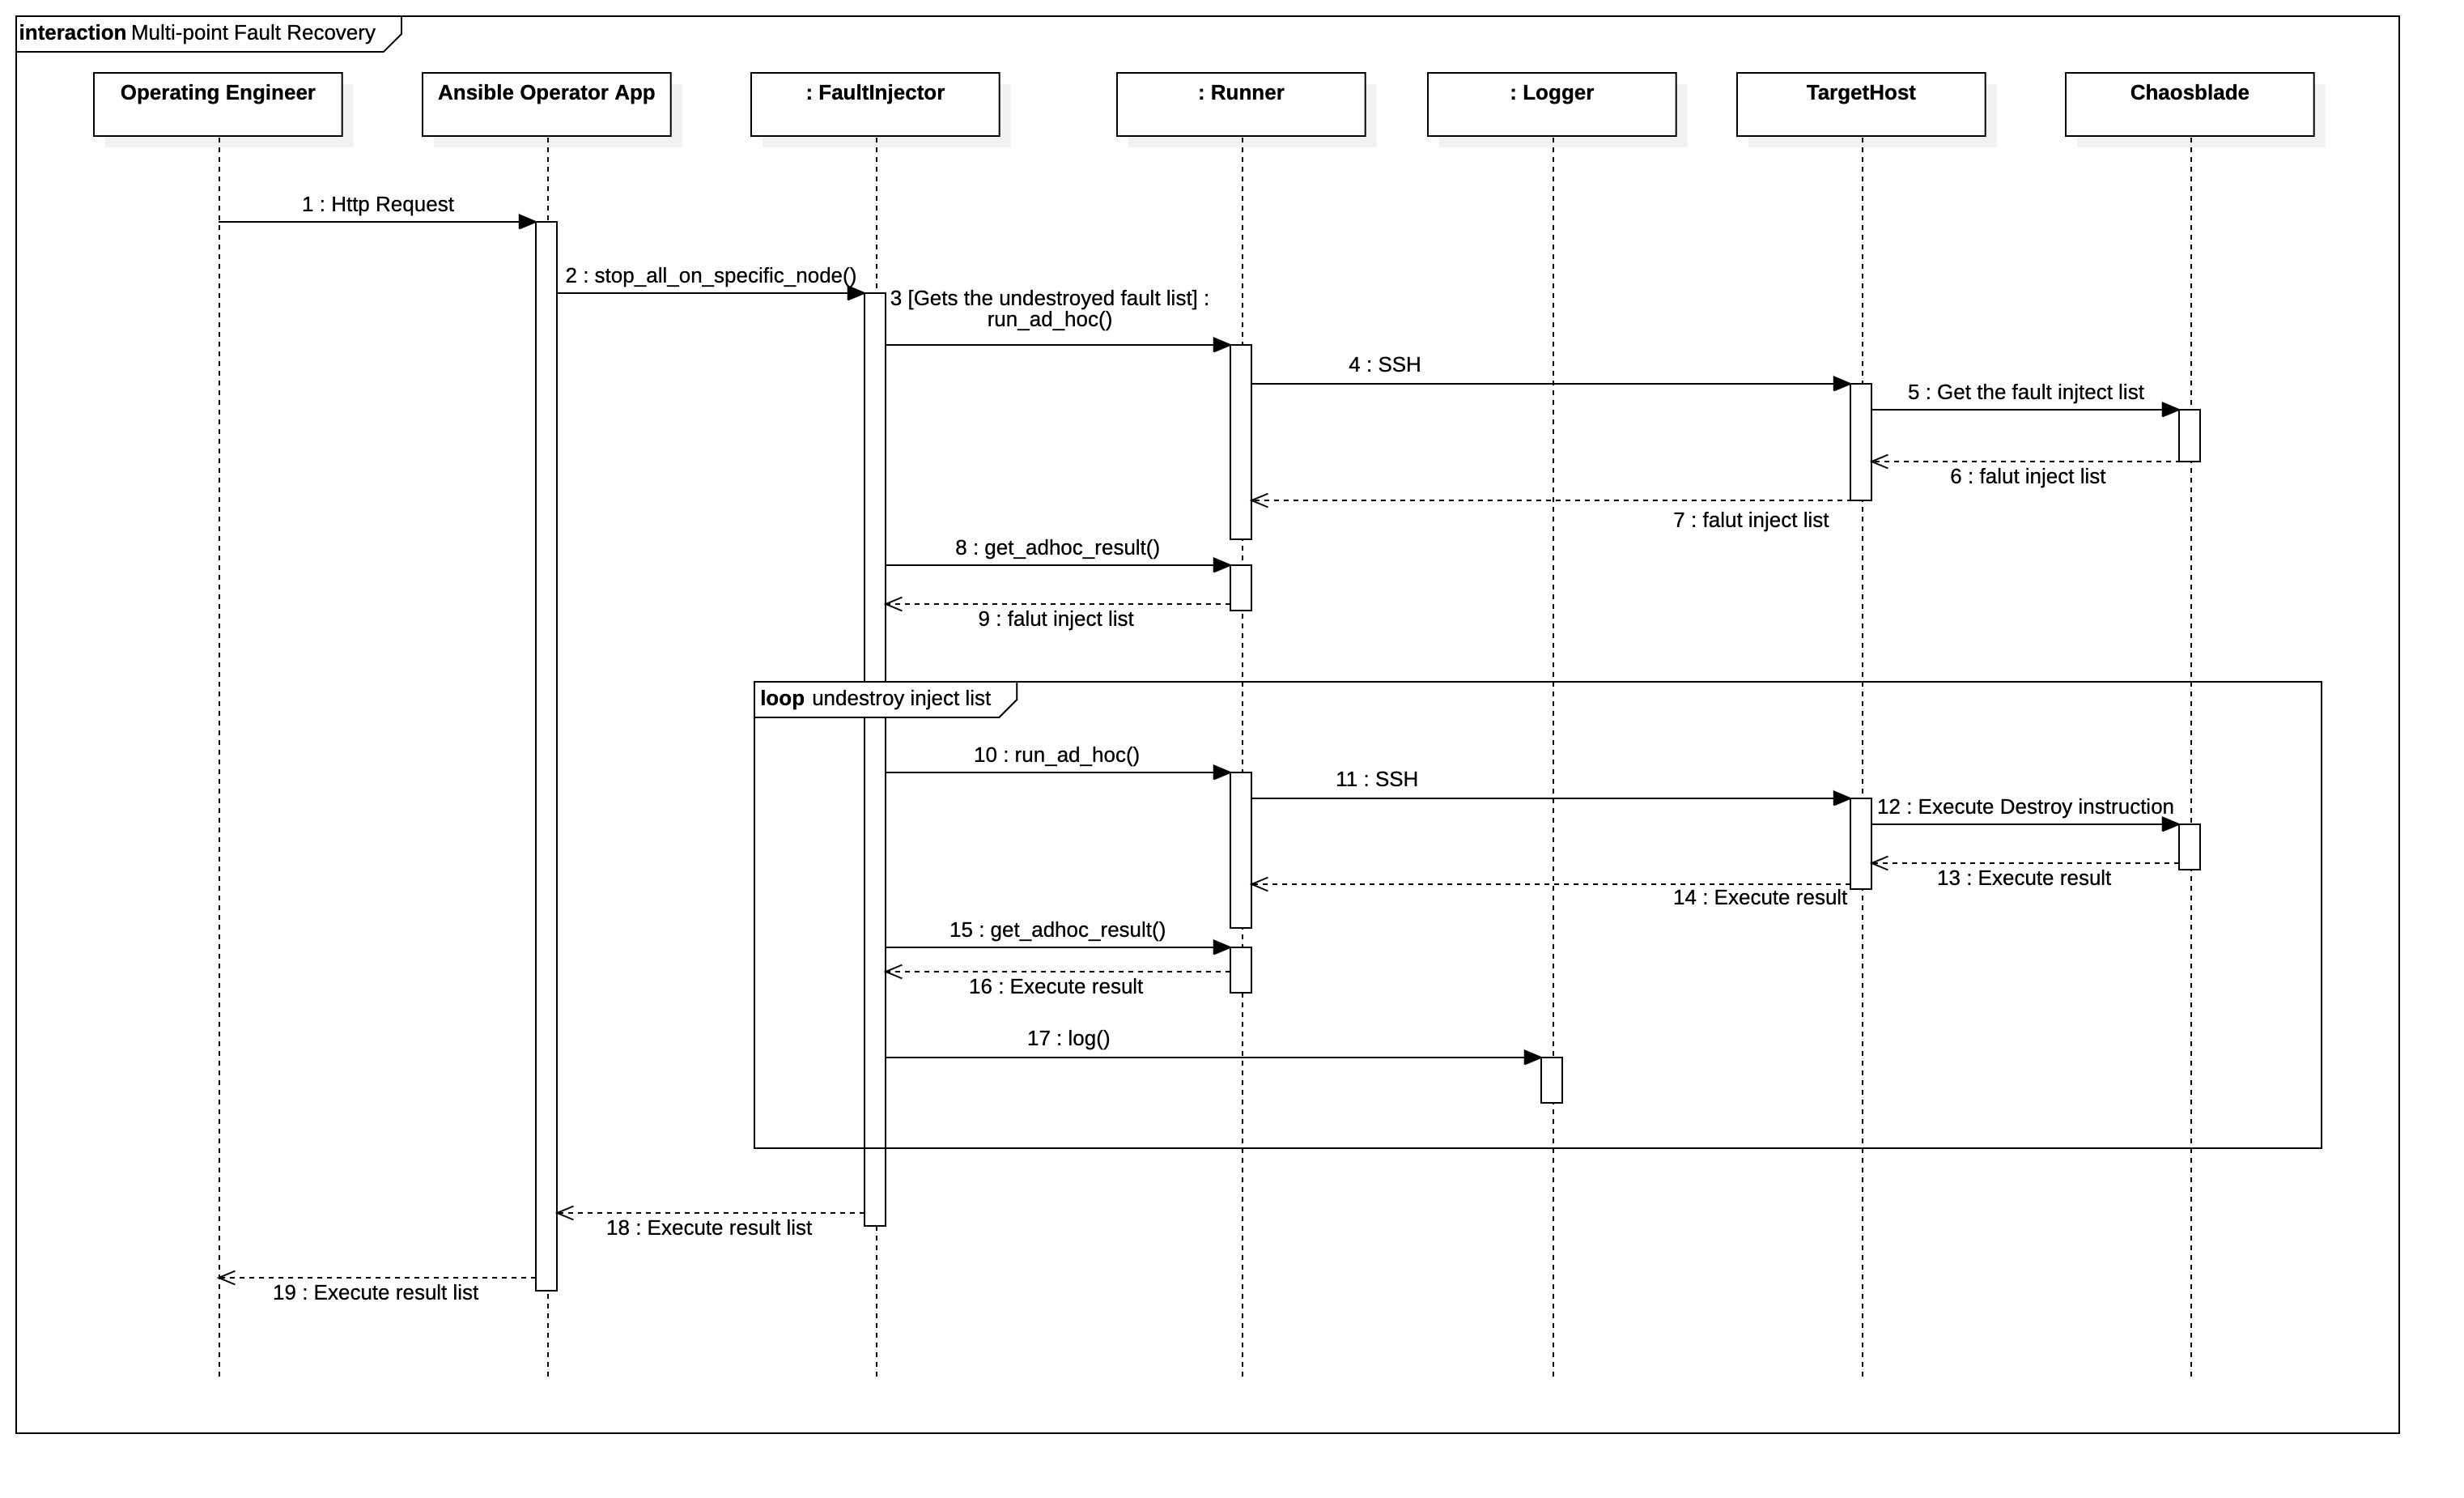 interaction Multi-point Fault Recovery
Operating Engineer
Ansible Operator App
: FaultInjector
: Runner
: Logger
TargetHost
Chaosblade
1 : Http Request
2 : stop_all_on_specific_node()
3 [Gets the undestroyed fault list] :
run_ad_hoc()
4 : SSH
5 : Get the fault injtect list
6 : falut inject list
7 : falut inject list
8 : get_adhoc_result()
9 : falut inject list
loop undestroy inject list
10 : run_ad_hoc()
11 : SSH
12 : Execute Destroy instruction
13 : Execute result
14 : Execute result
15 : get_adhoc_result()
16 : Execute result
17 : log()
18 : Execute result list
19 : Execute result list